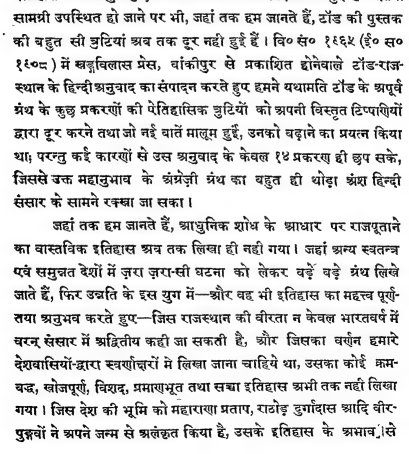 सामग्री उपस्थित हो जाने पर भी, जहां तक हम जानते हैं, टॉड की पुस्तक
की बहुत सी त्रुटियां अब तक दूर नहीं हुई हैं । वि० सं० १९६५ (ई० स०
१९०८) में खड्गविलास प्रेस, बांकीपुर से प्रकाशित होनेवाले टॉड-राज-
स्थान के हिन्दीअनुवाद का संपादन करते हुए हमने यथामति टॉड के अपूर्व
ग्रंथ के कुछ प्रकरणों की ऐतिहासिक त्रुटियों को अपनी विस्तृत टिप्पणियों
द्वारा दूर करने तथा जो नई बातें मालूम हुई, उनको बढ़ाने का प्रयत्न किया
था; परन्तु कई कारणों से उस अनुवाद के केवल १४ प्रकरण ही छप सके,
जिससे उक्त महानुभाव के अंग्रेज़ी ग्रंथ का बहुत ही थोड़ा अंश हिन्दी
संसार के सामने रक्खा जा सका ।
जहां तक हम जानते हैं, आधुनिक शोध के आधार पर राजपूताने
का वास्तविक इतिहास अब तक लिखा ही नहीं गया । जहां अन्य स्वतन्त्र
एवं समुन्नत देशों में ज़रा ज़रा-सी घटना को लेकर बड़े बड़े ग्रंथ लिखे
जाते हैं, फिर उन्नति के इस युग में—और वह भी इतिहास का महत्त्व पूर्ण-
तया अनुभव करते हुए—जिस राजस्थान की वीरता न केवल भारतवर्ष में
वरन् संसार में अद्वितीय कही जा सकती है, और जिसका वर्णन हमारे
देशवासियों-द्वारा स्वर्णाक्षरों में लिखा जाना चाहिये था, उसका कोई क्रम-
बद्ध, खोजपूर्ण, विशद, प्रमाणभूत तथा सच्चा इतिहास अभी तक नहीं लिखा
गया । जिस देश की भूमि को महाराणा प्रताप, राठोड़ दुर्गादास आदि वीर-
पुङ्गवों ने अपने जन्म से अलंकृत किया है, उसके इतिहास के अभाव से